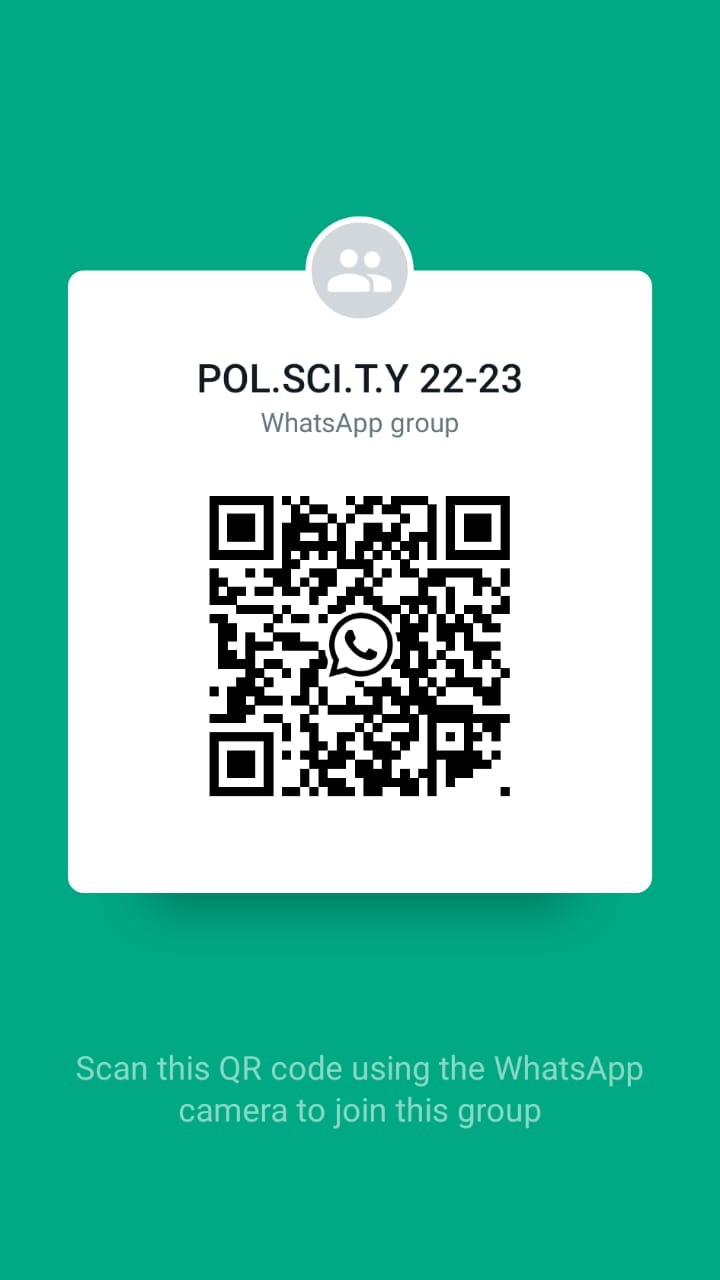 POL.SCI.T.Y 22-23
WhatsApp group
Scan this QR code using the WhatsApp
camera to join this group